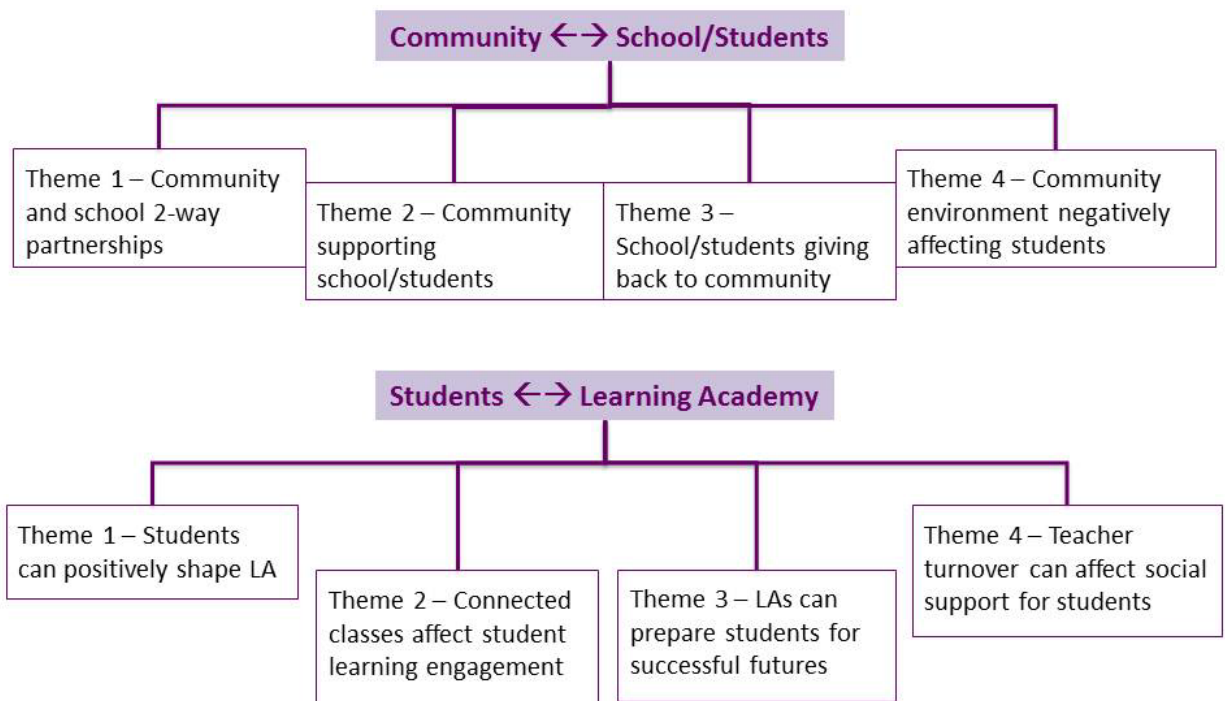 Community ←→ School/Students
Theme 1 – Community
and school 2-way
partnerships
Theme 2 – Community
supporting
school/students
Theme 3 –
School/students giving
back to community
Theme 4 – Community
environment negatively
affecting students
Students ←→ Learning Academy
Theme 1 – Students
can positively shape LA
Theme 2 – Connected
classes affect student
learning engagement
Theme 3 – LAs can
prepare students for
successful futures
Theme 4 – Teacher
turnover can affect social
support for students